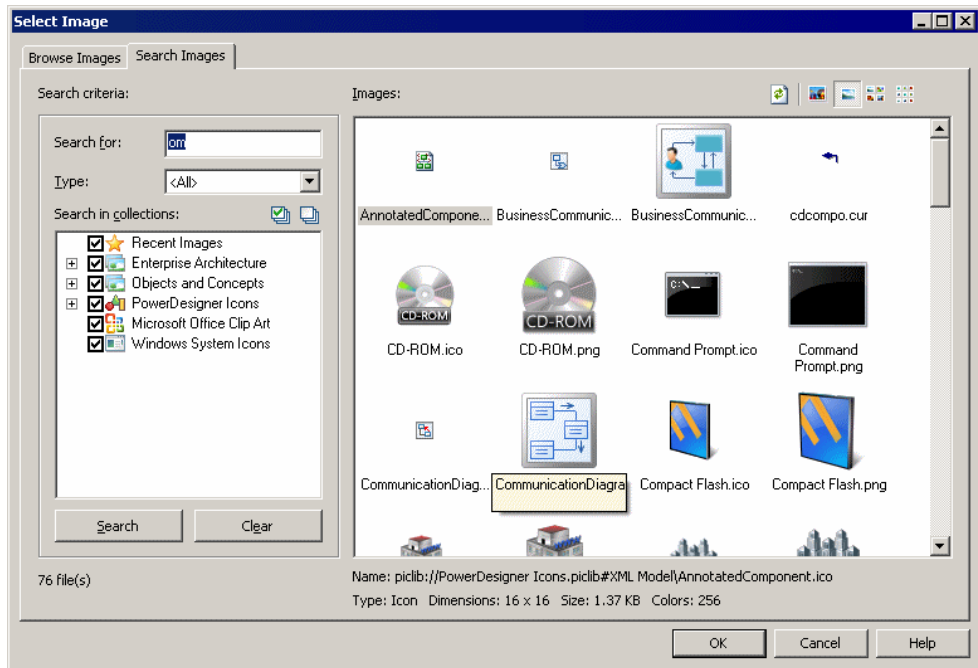 Select Image
Browse Images
Search Images
Search criteria:
Images:
Search for:
om
Type:
<All>
Search in collections:
Recent Images
Enterprise Architecture
Objects and Concepts
PowerDesigner Icons
Microsoft Office Clip Art
Windows System Icons
Search
Clear
76 file(s)
AnnotatedCompone...
BusinessCommunic...
BusinessCommunic...
cdcompo.cur
CD-ROM
CD-ROM
C:\_
CD-ROM.ico
CD-ROM.png
Command Prompt.ico
Command
Prompt.png
CommunicationDiag...
CommunicationDiagra
Compact Flash.ico
Compact Flash.png
Name: piclib://PowerDesigner Icons.piclib#XML Model\AnnotatedComponent.ico
Type: Icon Dimensions: 16 x 16 Size: 1.37 KB Colors: 256
OK
Cancel
Help